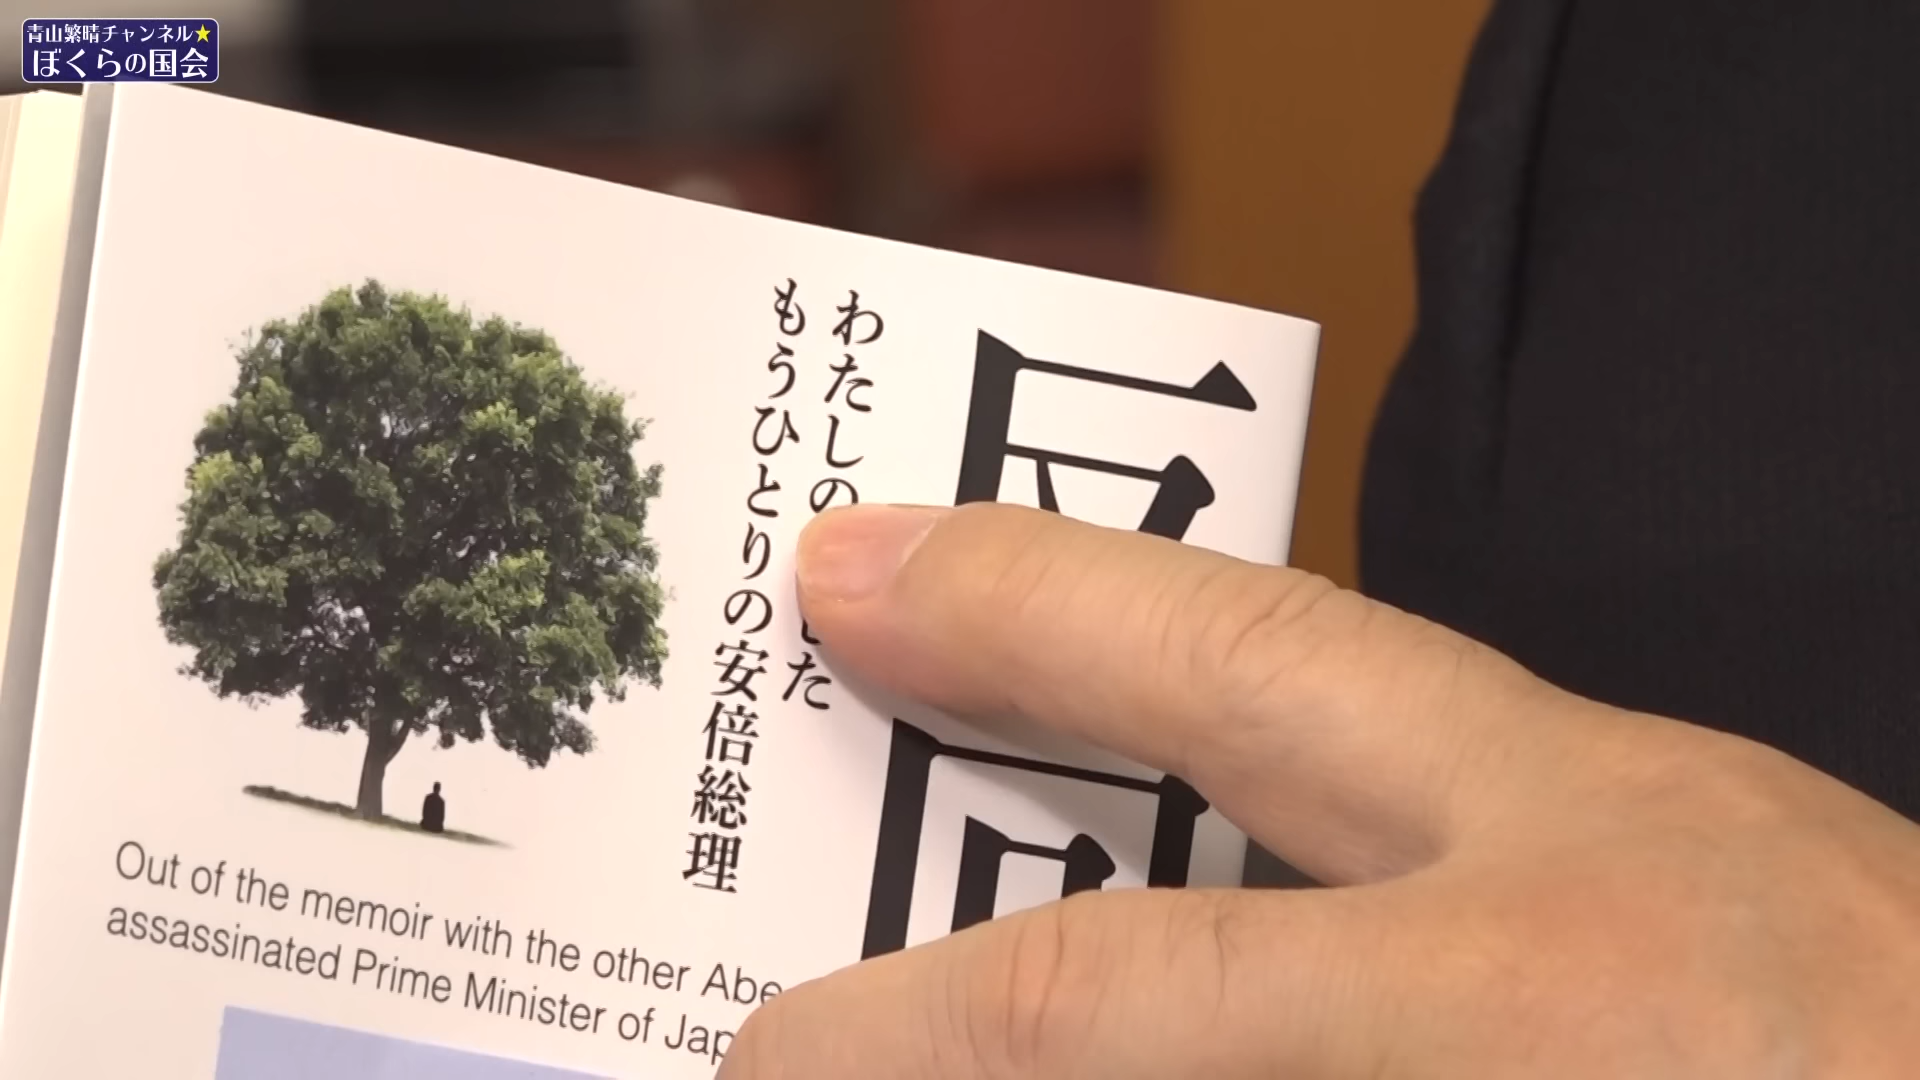 青山繁晴チャンネル★
ぼくらの国会
わたしの
した
もうひとりの安倍総理
Out of the memoir with the other Abe
assassinated Prime Minister of Jap